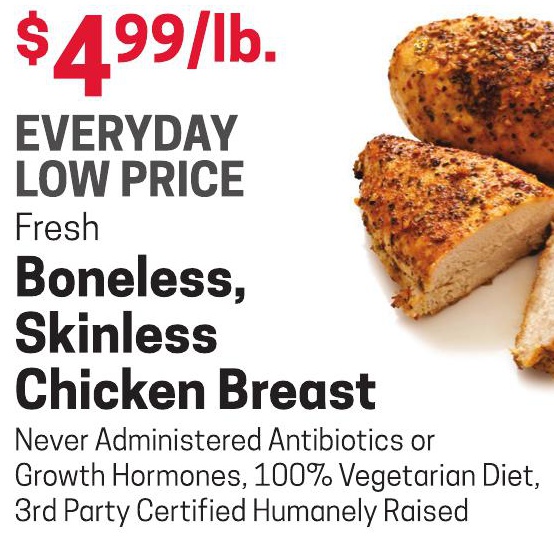 $4.99/lb.
EVERYDAY
LOW PRICE
Fresh
Boneless,
Skinless
Chicken Breast
Never Administered Antibiotics or
Growth Hormones, 100% Vegetarian Diet,
3rd Party Certified Humanely Raised